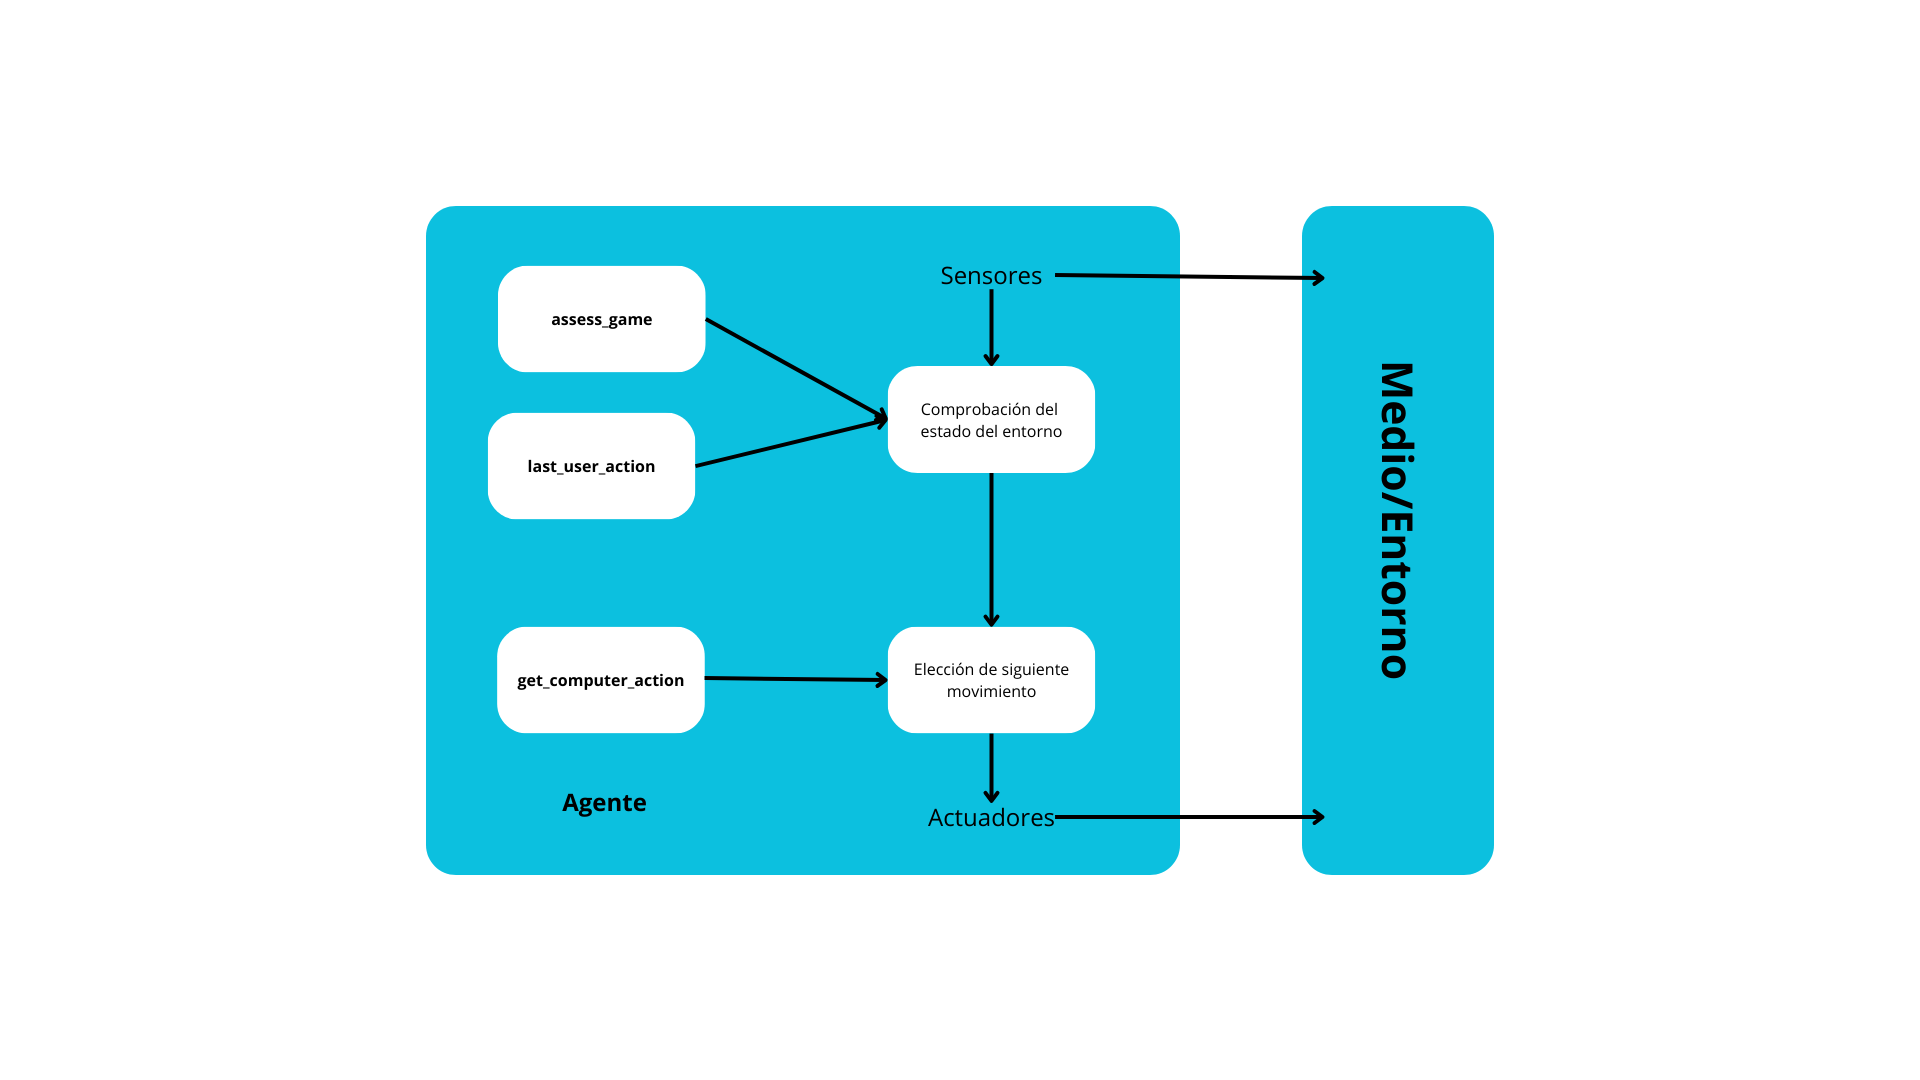 Sensores
assess_game
Comprobación del
estado del entorno
last_user_action
Elección de siguiente
movimiento
get_computer_action
Agente
Actuadores
Medio/Entorno